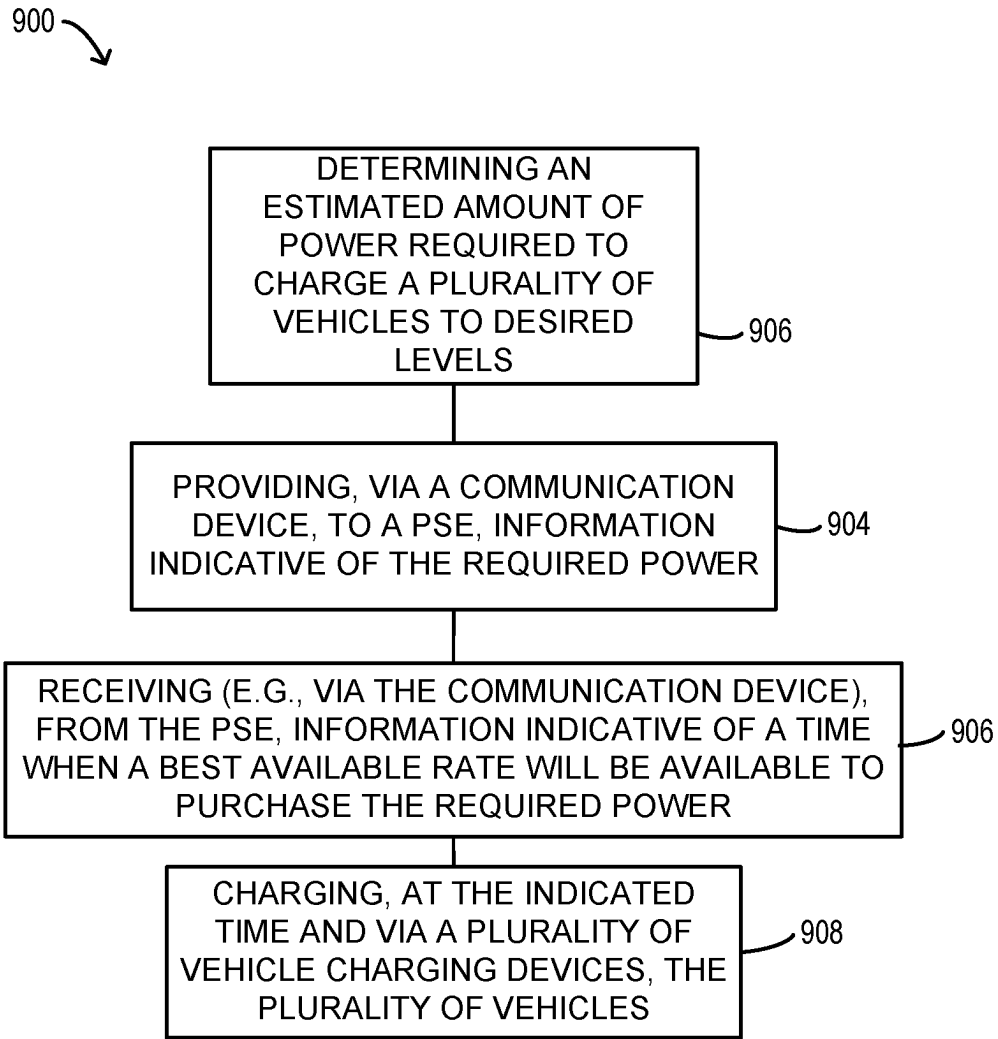 900
DETERMINING AN
ESTIMATED AMOUNT OF
POWER REQUIRED TO
CHARGE A PLURALITY OF
VEHICLES TO DESIRED
LEVELS
906
PROVIDING, VIA A COMMUNICATION
DEVICE, TO A PSE, INFORMATION
INDICATIVE OF THE REQUIRED POWER
904
RECEIVING (E.G., VIA THE COMMUNICATION DEVICE),
FROM THE PSE, INFORMATION INDICATIVE OF A TIME
WHEN A BEST AVAILABLE RATE WILL BE AVAILABLE TO
PURCHASE THE REQUIRED POWER
906
CHARGING, AT THE INDICATED
TIME AND VIA A PLURALITY OF
VEHICLE CHARGING DEVICES, THE
PLURALITY OF VEHICLES
908